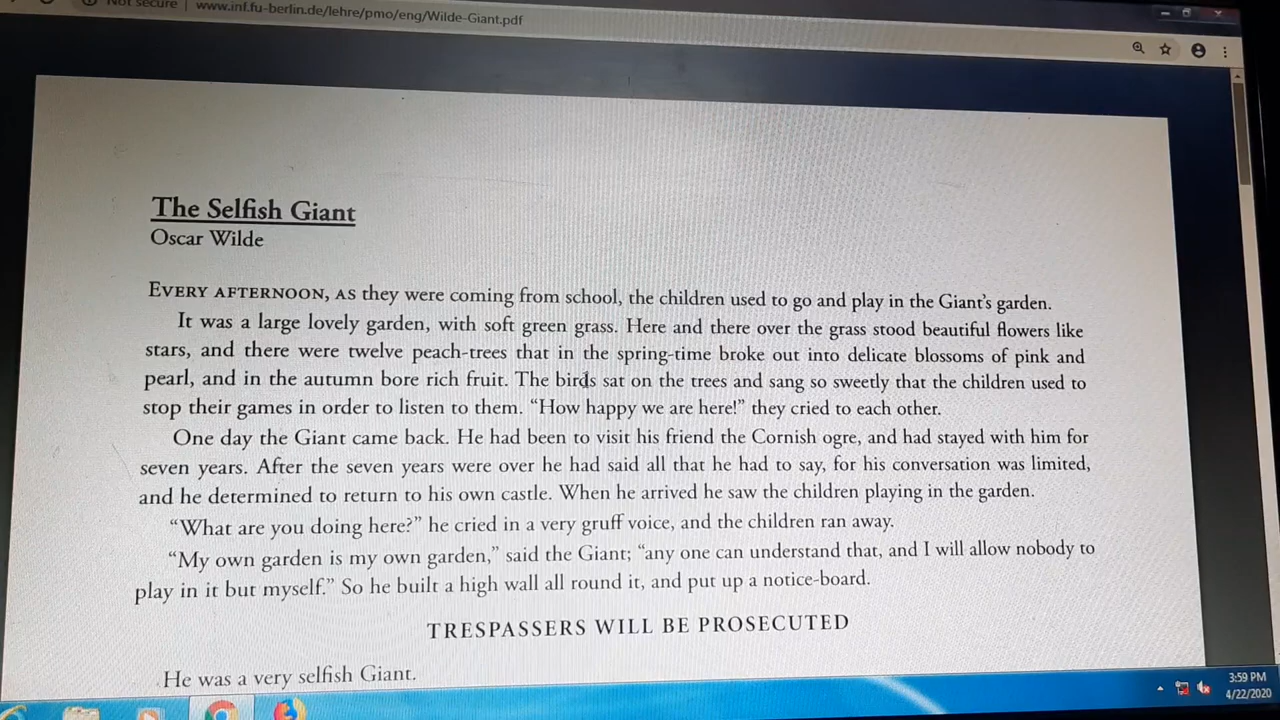 Not secure | www.inf.fu-berlin.de/lehre/pmo/eng/Wilde-Giant.pdf
The Selfish Giant
Oscar Wilde
EVERY AFTERNOON, AS they were coming from school, the children used to go and play in the Giant's garden.
It was a large lovely garden, with soft green grass. Here and there over the grass stood beautiful flowers like
stars, and there were twelve peach-trees that in the spring-time broke out into delicate blossoms of pink and
pearl, and in the autumn bore rich fruit. The birds sat on the trees and sang so sweetly that the children used to
stop their games in order to listen to them. “How happy we are here!” they cried to each other.
One day the Giant came back. He had been to visit his friend the Cornish ogre, and had stayed with him for
seven years. After the seven years were over he had said all that he had to say, for his conversation was limited,
and he determined to return to his own castle. When he arrived he saw the children playing in the garden.
“What are you doing here?” he cried in a very gruff voice, and the children ran away.
“My own garden is my own garden,” said the Giant; “any one can understand that, and I will allow nobody to
play in it but myself.” So he built a high wall all round it, and put up a notice-board.
TRESPASSERS WILL BE PROSECUTED
He was a very selfish Giant.
3:59 PM
4/22/2020